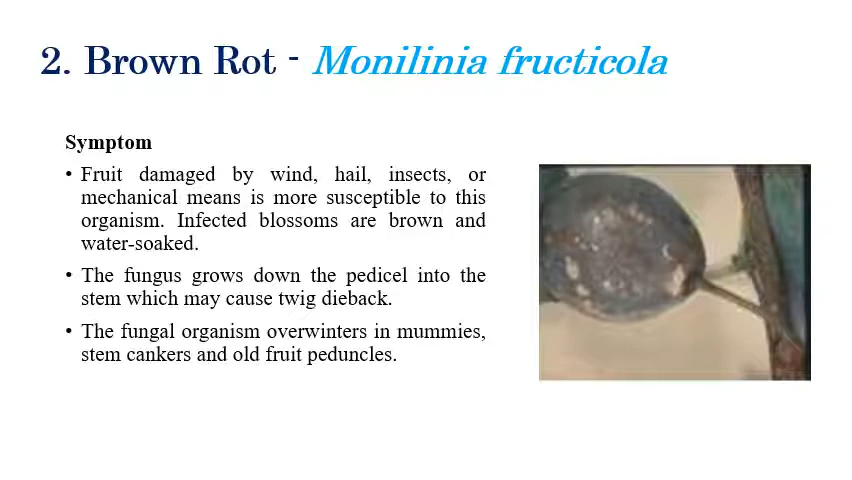 2. Brown Rot - Monilinia fructicola
Symptom
• Fruit damaged by wind, hail, insects, or
mechanical means is more susceptible to this
organism. Infected blossoms are brown and
water-soaked.
• The fungus grows down the pedicel into the
stem which may cause twig dieback.
• The fungal organism overwinters in mummies,
stem cankers and old fruit peduncles.